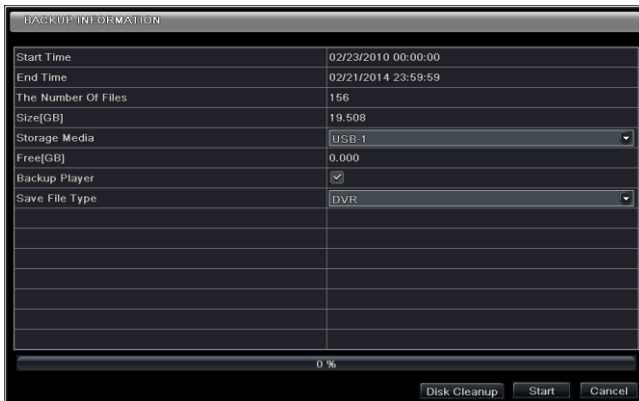 BACKUP INFORMATION
Start Time 02/23/2010 00:00:00
End Time 02/21/2014 23:59:59
The Number Of Files 156
Size[GB] 19.508
Storage Media USB-1
Free[GB] 0.000
Backup Player
Save File Type DVR
0 %
Disk Cleanup Start Cancel